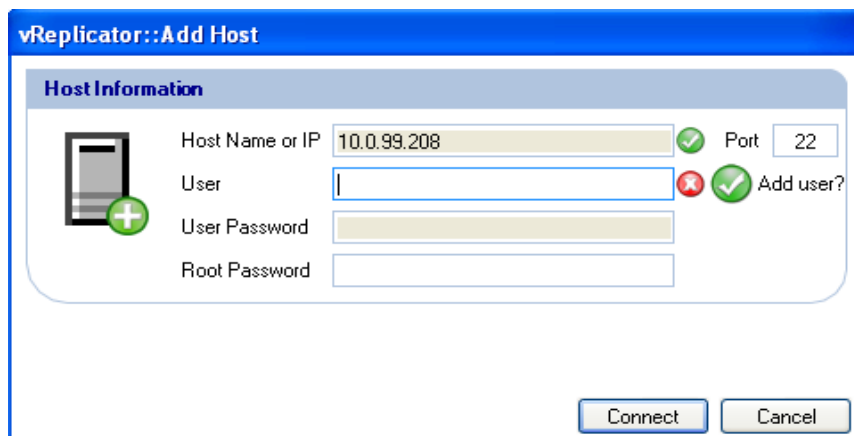 vReplicator::Add Host
Host Information
Host Name or IP 10.0.99.208 Port 22
User Add user?
User Password
Root Password
Connect Cancel